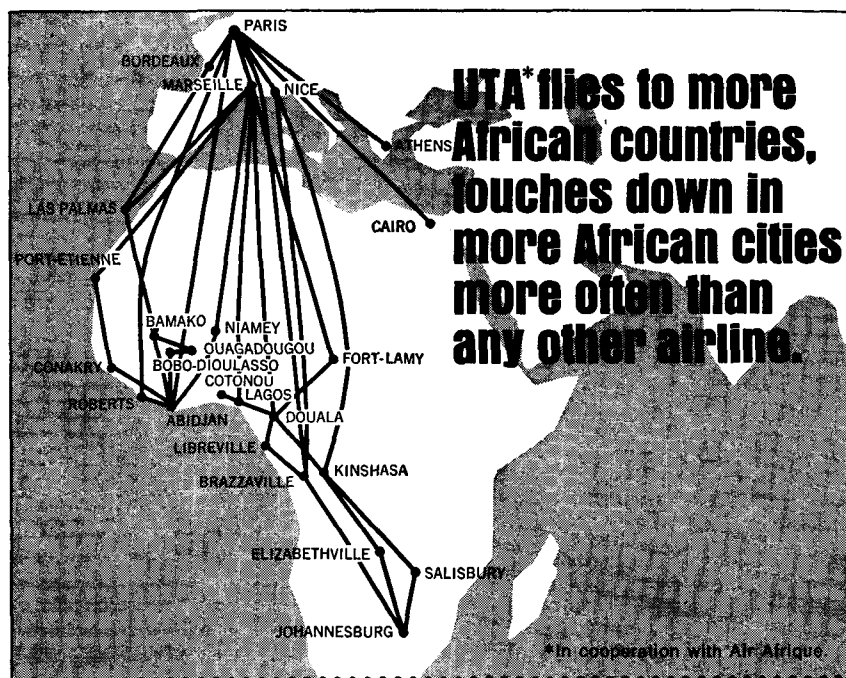 PARIS
BORDEAUX
MARSEILLE
NICE
UTA* flies to more
African countries,
touches down in
more African cities
more often than
any other airline.
ATHENS
LAS PALMAS
CAIRO
PORT-ETIENNE
BAMAKO
NIAMEY
OUAGADOUGOU
FORT-LAMY
CONAKRY
BOBO-DIOULASSO
COTONOU
LAGOS
ROBERTS
ABIDJAN
DOUALA
LIBREVILLE
KINSHASA
BRAZZAVILLE
ELIZABETHVILLE
SALISBURY
JOHANNESBURG
*In cooperation with Air Afrique.